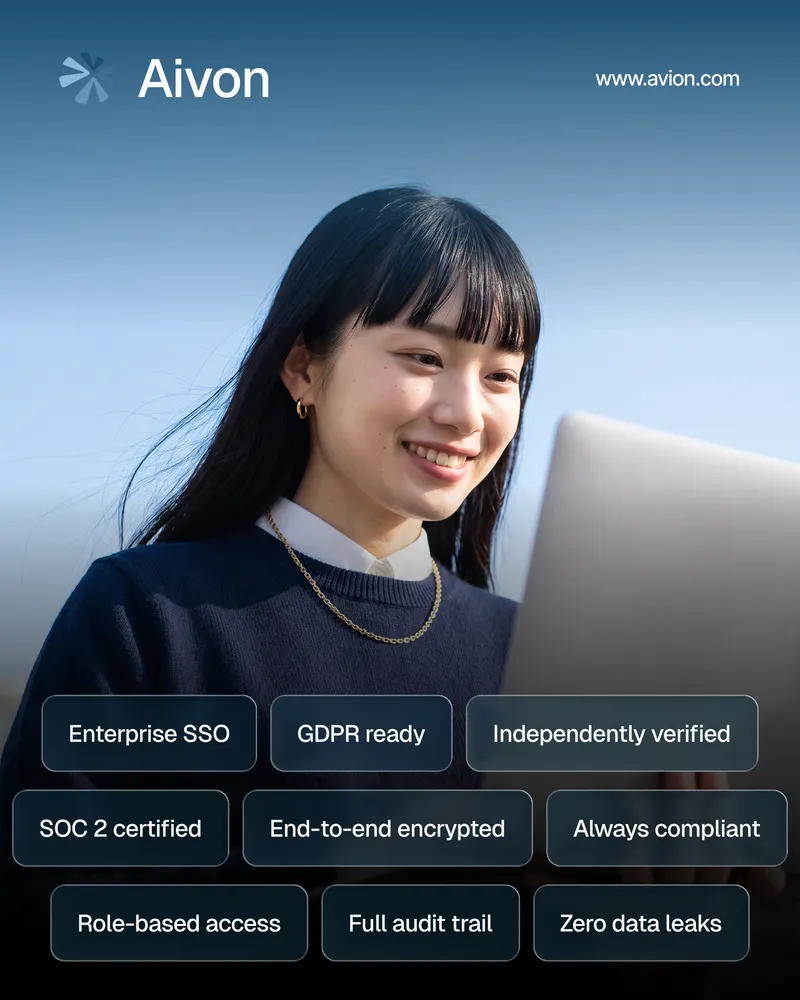 Aivon
www.avion.com
Enterprise SSO
GDPR ready
Independently verified
SOC 2 certified
End-to-end encrypted
Always compliant
Role-based access
Full audit trail
Zero data leaks